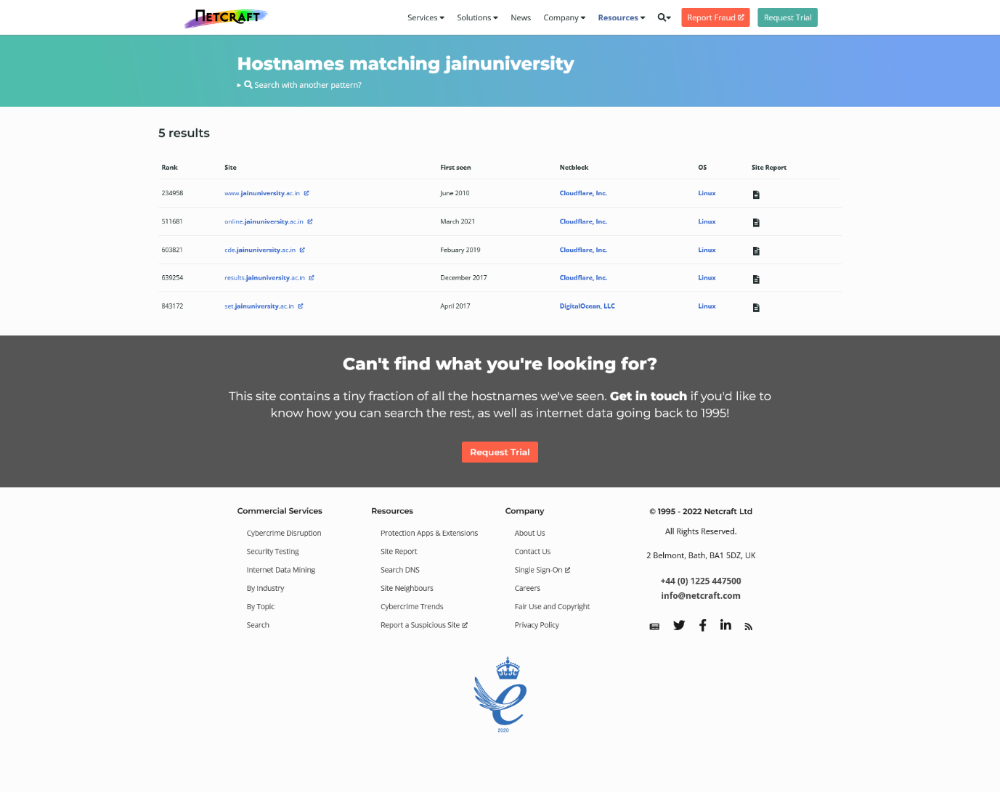 NETCRAFT
Services Solutions News Company Resources Report Fraud Request Trial
Hostnames matching jainuniversity
Search with another pattern?
5 results
Rank Site First seen Netblock OS Site Report
234958 www.jainuniversity.ac.in June 2010 Cloudflare, Inc. Linux
511681 online.jainuniversity.ac.in March 2021 Cloudflare, Inc. Linux
603821 cde.jainuniversity.ac.in Febuary 2019 Cloudflare, Inc. Linux
639254 results.jainuniversity.ac.in December 2017 Cloudflare, Inc. Linux
843172 set.jainuniversity.ac.in April 2017 DigitalOcean, LLC Linux
Can't find what you're looking for?
This site contains a tiny fraction of all the hostnames we've seen. Get in touch if you'd like to
know how you can search the rest, as well as internet data going back to 1995!
Request Trial
Commercial Services
Cybercrime Disruption
Security Testing
Internet Data Mining
By Industry
By Topic
Search
Resources
Protection Apps & Extensions
Site Report
Search DNS
Site Neighbours
Cybercrime Trends
Report a Suspicious Site
Company
About Us
Contact Us
Single Sign-On
Careers
Fair Use and Copyright
Privacy Policy
© 1995 - 2022 Netcraft Ltd
All Rights Reserved.
2 Belmont, Bath, BA1 5DZ, UK
+44 (0) 1225 447500
info@netcraft.com
2020